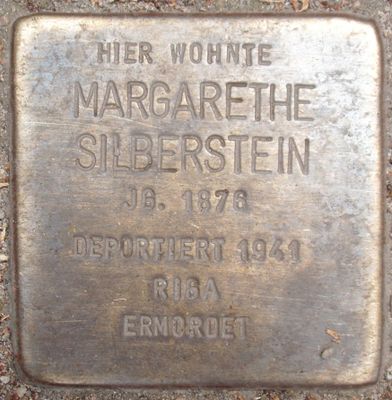 HIER WOHNTE
MARGARETHE
SILBERSTEIN
JG. 1876
DEPORTIERT 1941
RIGA
ERMORDET